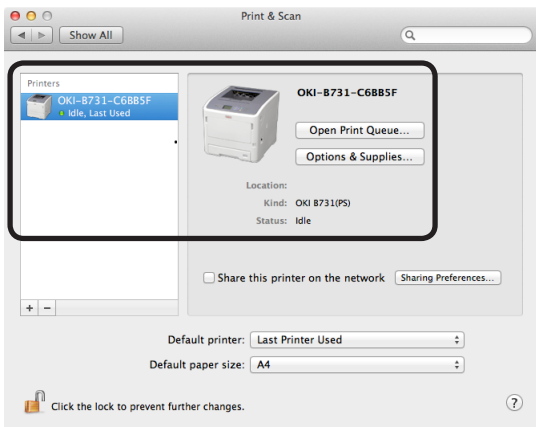 Print & Scan
Show All
Printers
OKI-B731-C6BB5F
Idle, Last Used
OKI-B731-C6BB5F
Open Print Queue...
Options & Supplies...
Location:
Kind: OKI B731(PS)
Status: Idle
Share this printer on the network Sharing Preferences...
+ −
Default printer: Last Printer Used
Default paper size: A4
Click the lock to prevent further changes.
?